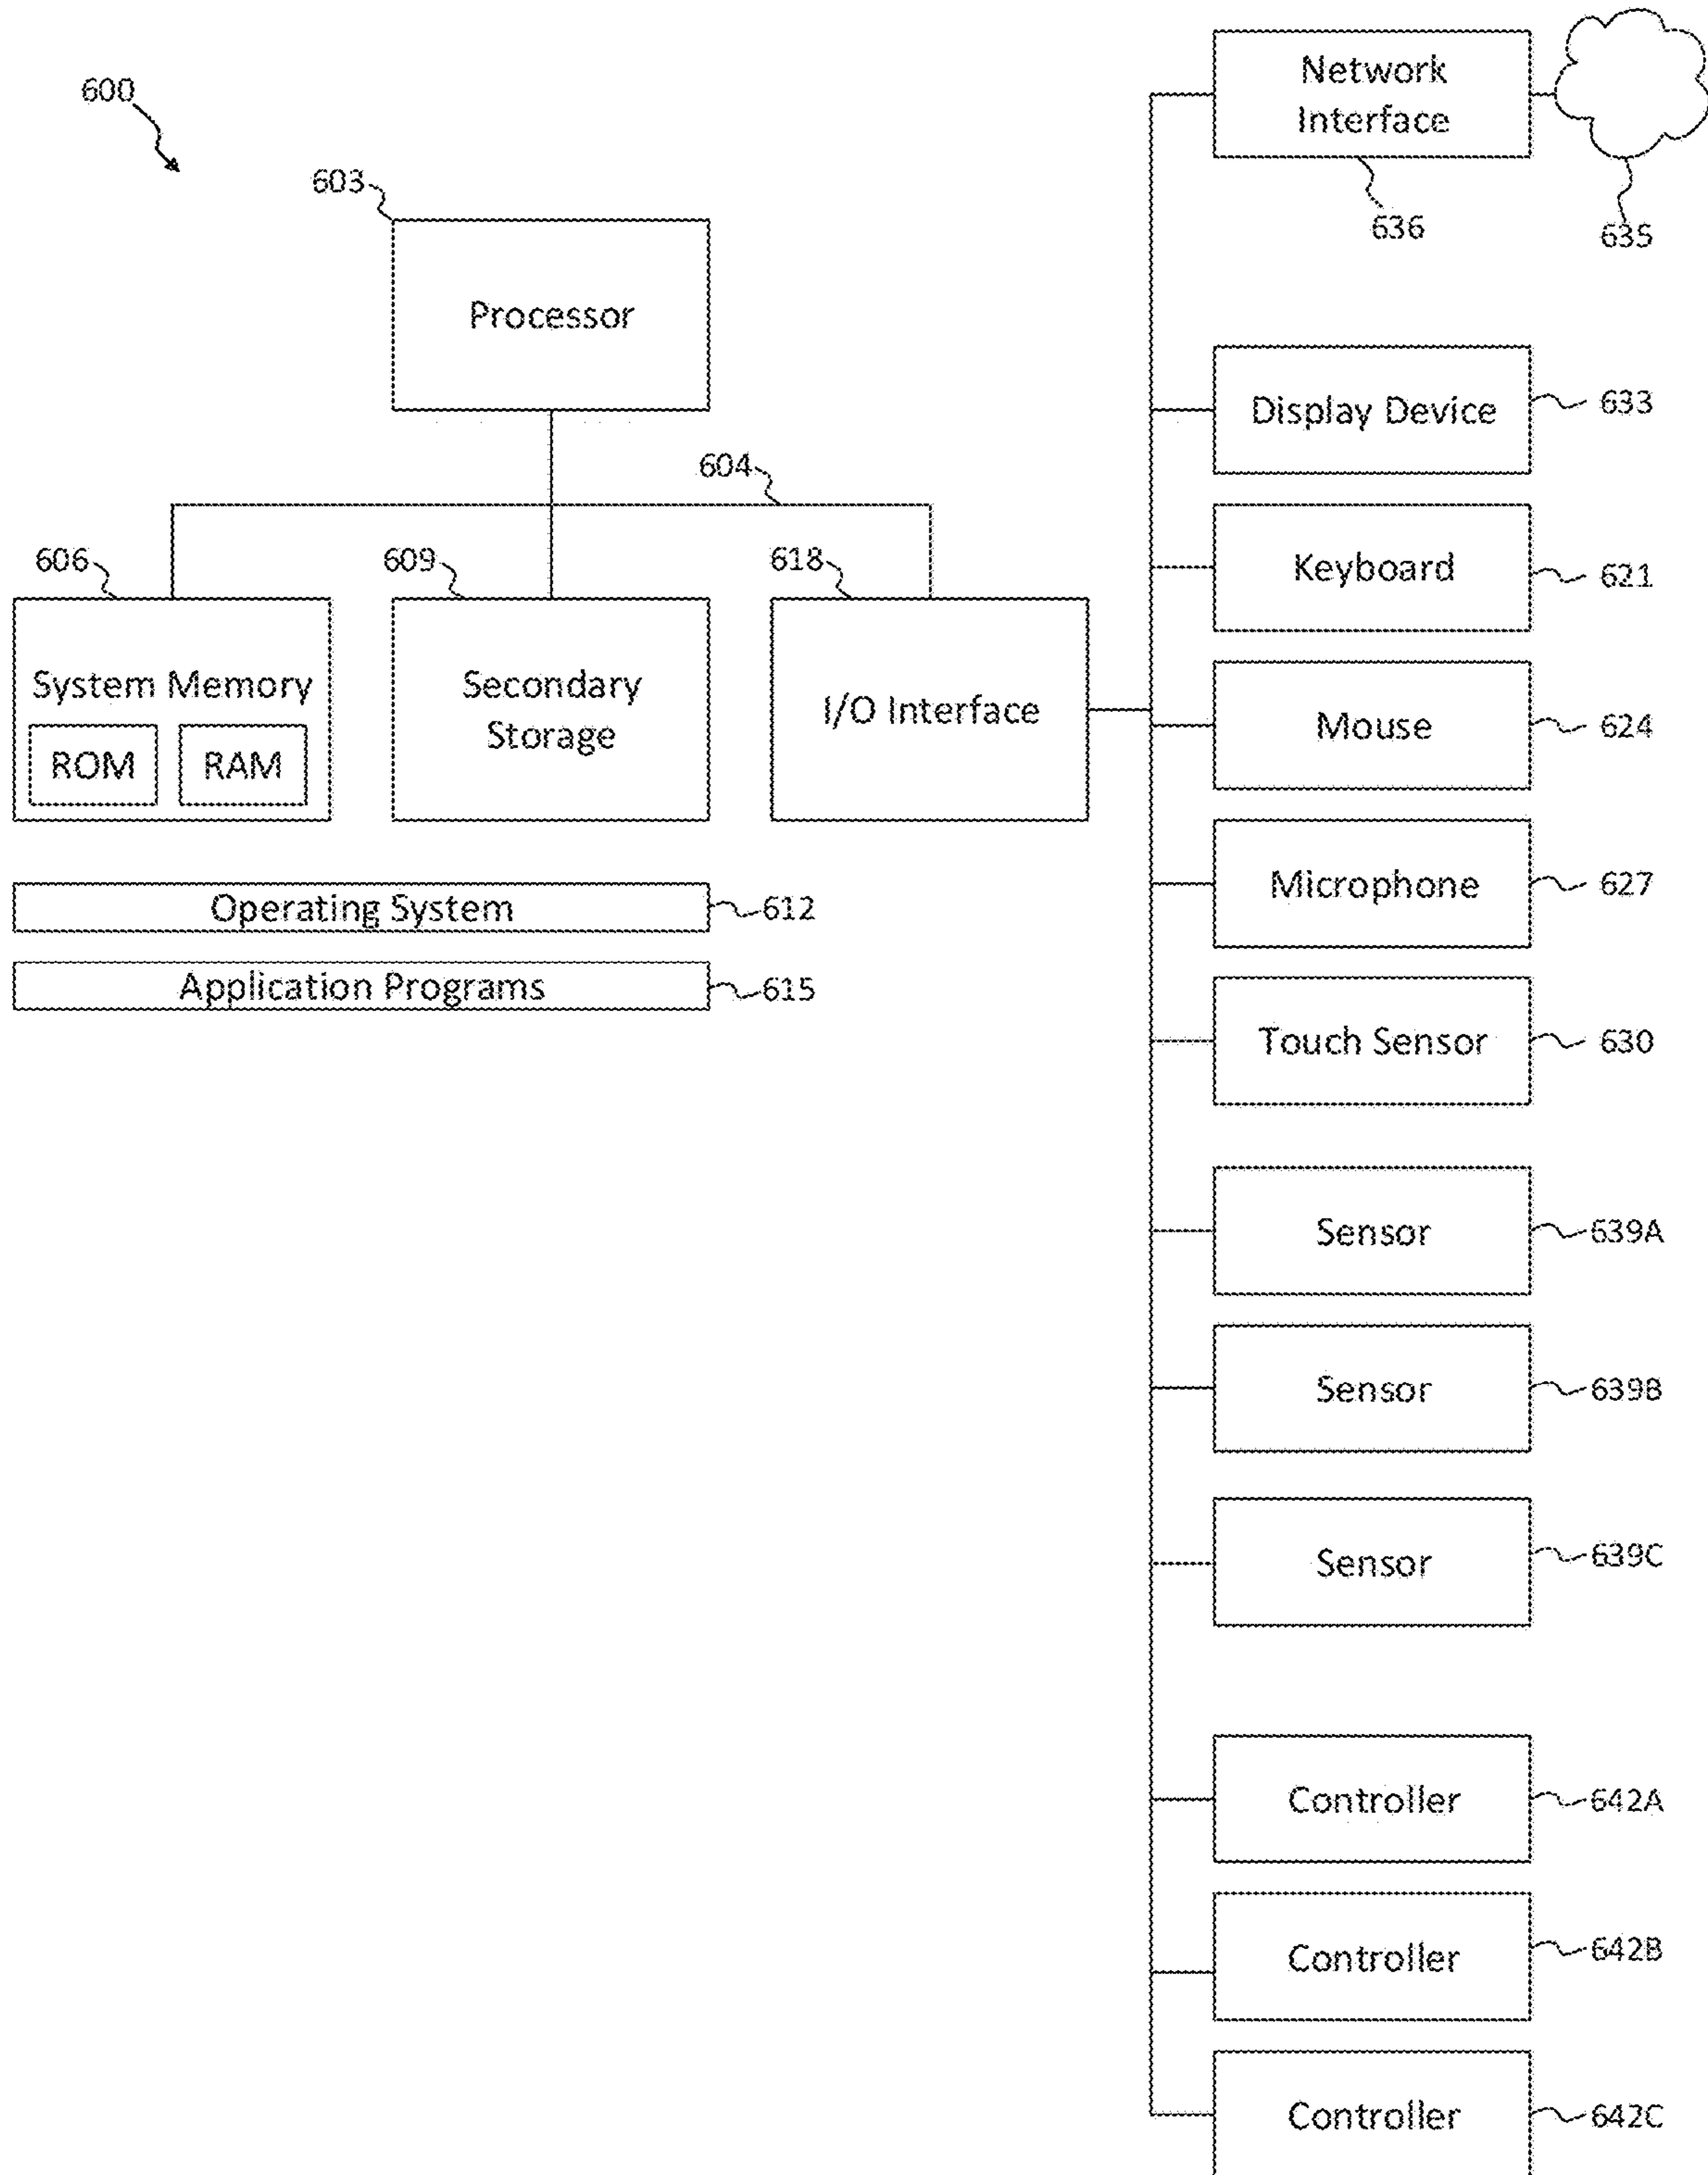 600
603
Processor
604
606
System Memory
ROM
RAM
609
Secondary
Storage
618
I/O Interface
Operating System
612
Application Programs
615
Network
Interface
636
635
Display Device
633
Keyboard
621
Mouse
624
Microphone
627
Touch Sensor
630
Sensor
639A
Sensor
639B
Sensor
639C
Controller
642A
Controller
642B
Controller
642C